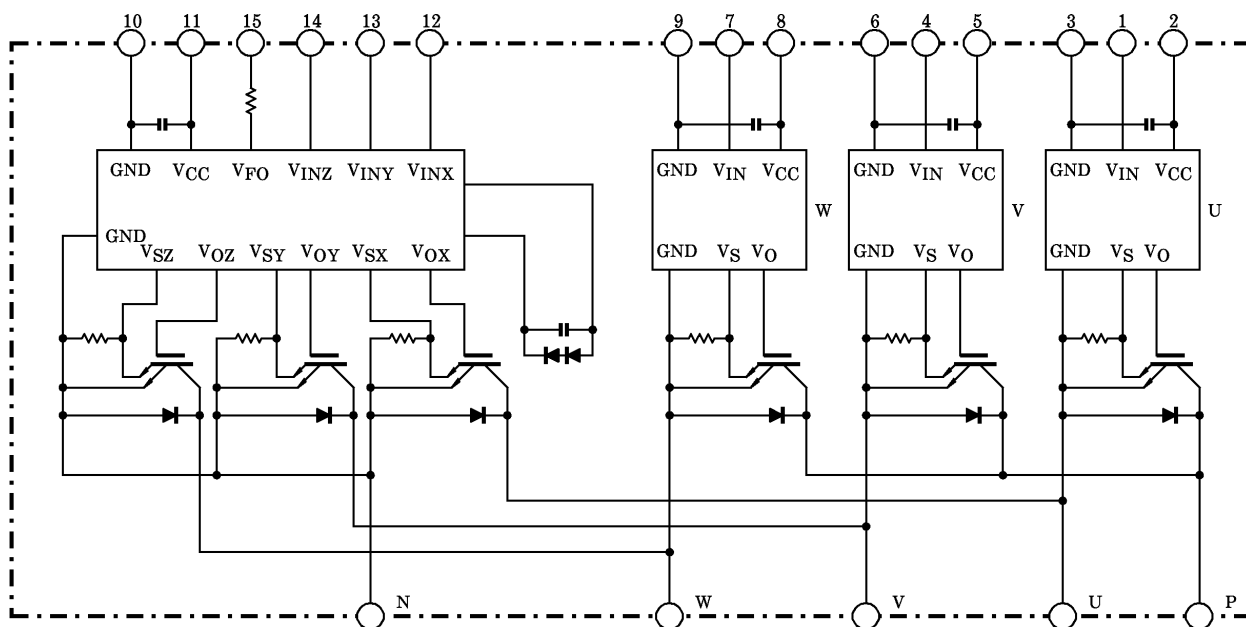 10 11 15 14 13 12 9 7 8 6 4 5 3 1 2
GND VCC VFO VINZ VINY VINX GND VIN VCC GND VIN VCC GND VIN VCC
W V U
GND VSZ VOZ VSY VOY VSX VOX GND VS VO GND VS VO GND VS VO
N W V U P